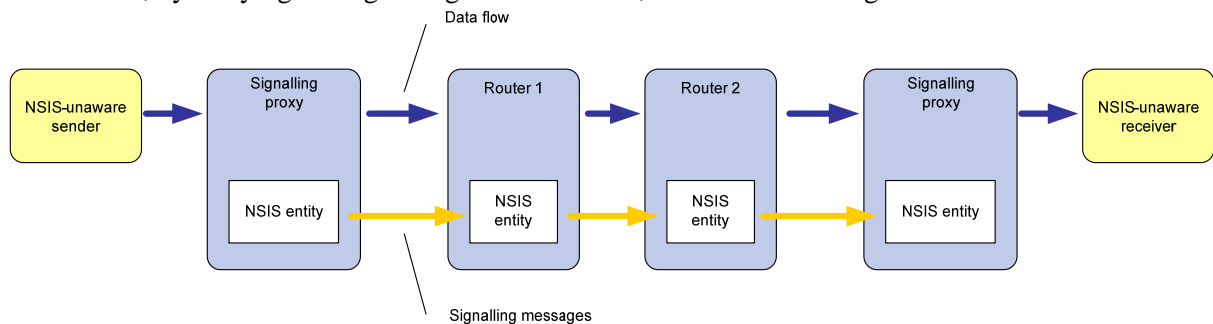 Data flow
NSIS-unaware
sender
Signalling
proxy
Router 1
Router 2
Signalling
proxy
NSIS-unaware
receiver
NSIS entity
NSIS
entity
NSIS
entity
NSIS entity
Signalling messages